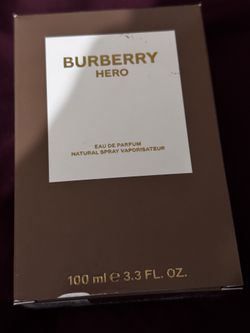 BURBERRY
HERO
EAU DE PARFUM
NATURAL SPRAY VAPORISATEUR
100 ml ℮ 3.3 FL. OZ.